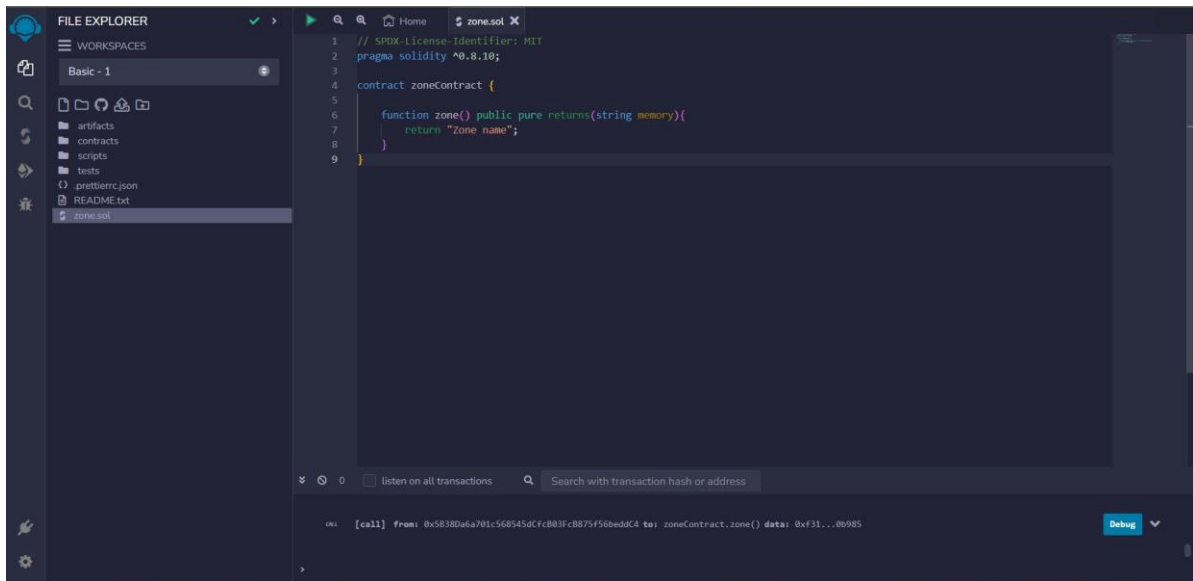 FILE EXPLORER
WORKSPACES
Basic - 1
artifacts
contracts
scripts
tests
.prettierrc.json
README.txt
zone.sol
Home
zone.sol
1 // SPDX-License-Identifier: MIT
2 pragma solidity ^0.8.10;
3
4 contract zoneContract {
5
6 function zone() public pure returns(string memory){
7 return "Zone name";
8 }
9 }
0 listen on all transactions Search with transaction hash or address
CALL [call] from: 0x5B38Da6a701c568545dCfcB03FcB875f56beddC4 to: zoneContract.zone() data: 0xf31...0b985 Debug
>